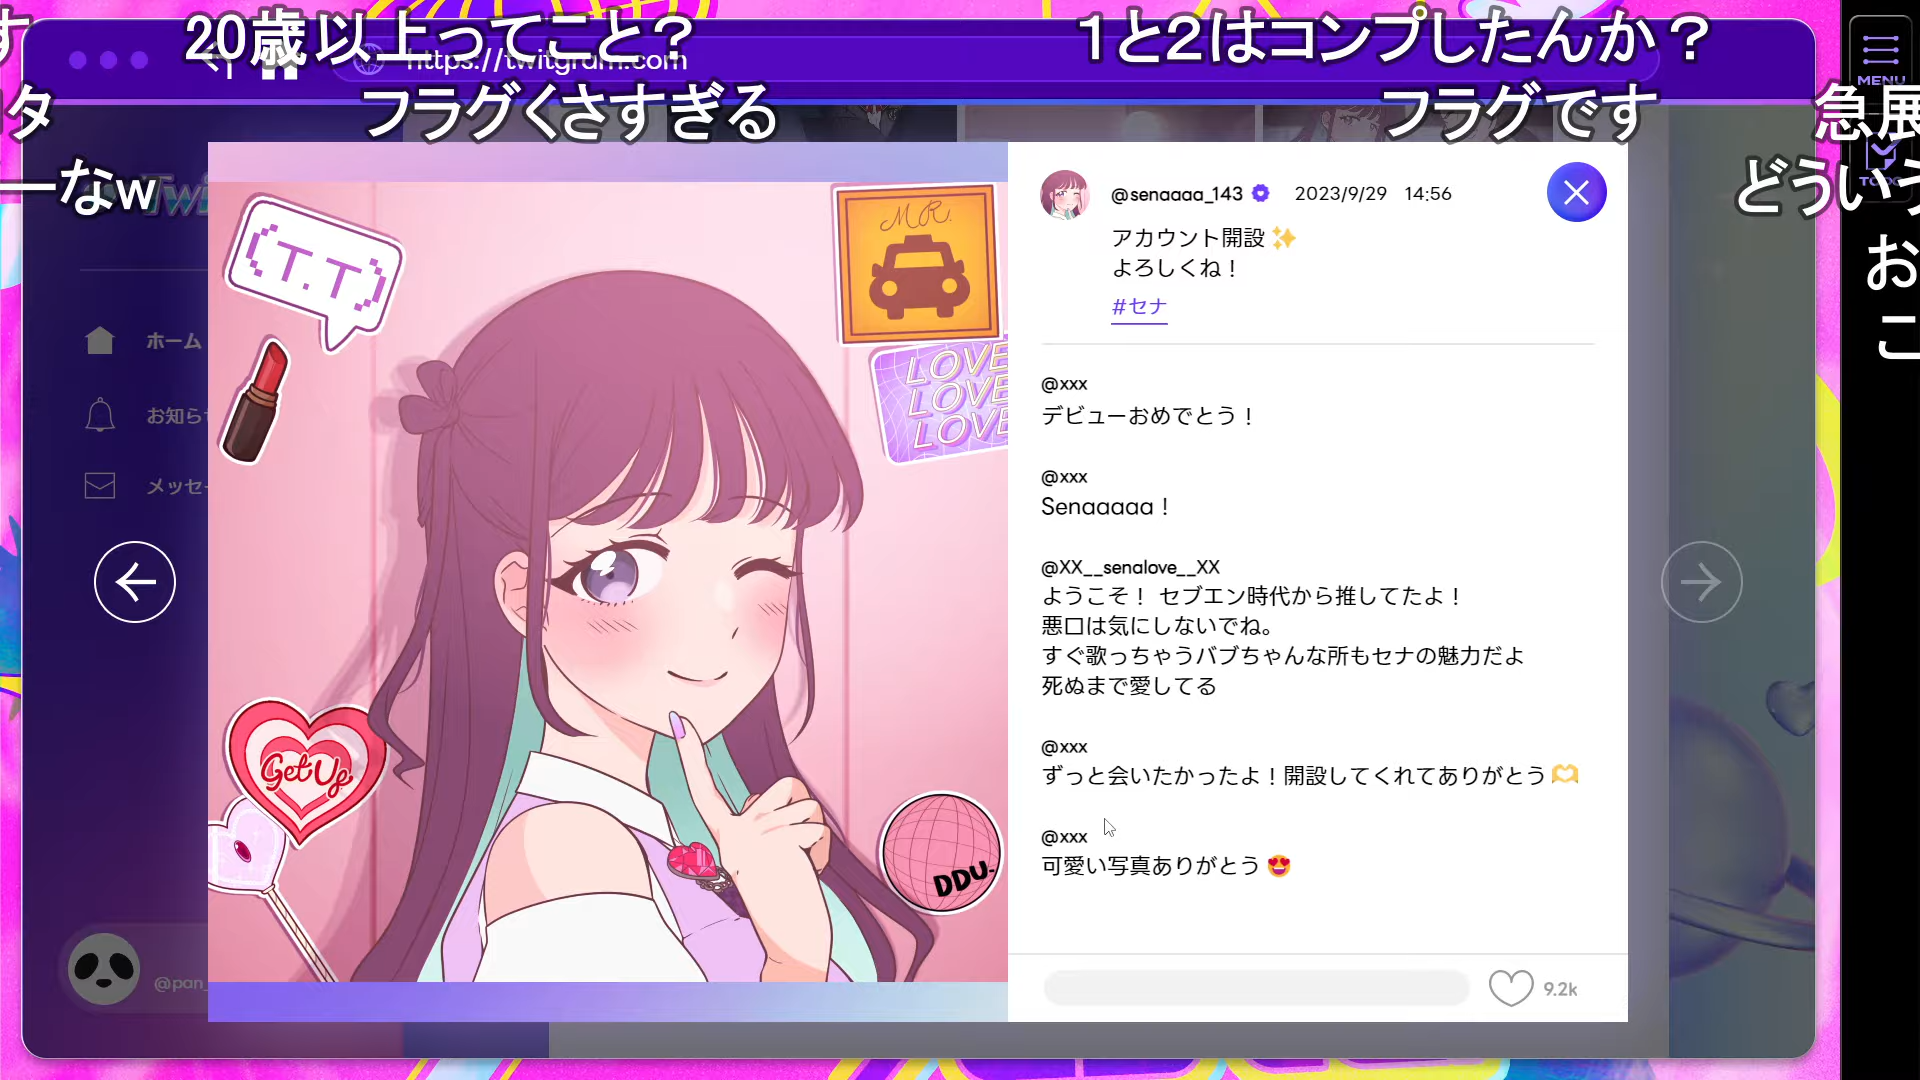 20歳以上ってこと?
1と2はコンプしたんか？
https://twitgram.com
MENU
フラグくさすぎる
フラグです
急展
タ
ーなw
Twi
どういう
TODO
お
こ
ホーム
お知らせ
メッセー
@pan_
(T.T)
M R.
LOVE
LOVE
LOVE
Get Up
DDU-
@senaaaa_143
2023/9/29 14:56
アカウント開設✨
よろしくね！
#セナ
@xxx
デビューおめでとう！
@xxx
Senaaaaa！
@XX__senalove__XX
ようこそ！ セブエン時代から推してたよ！
悪口は気にしないでね。
すぐ歌っちゃうバブちゃんな所もセナの魅力だよ
死ぬまで愛してる
@xxx
ずっと会いたかったよ！開設してくれてありがとう🫶
@xxx
可愛い写真ありがとう😍
9.2k